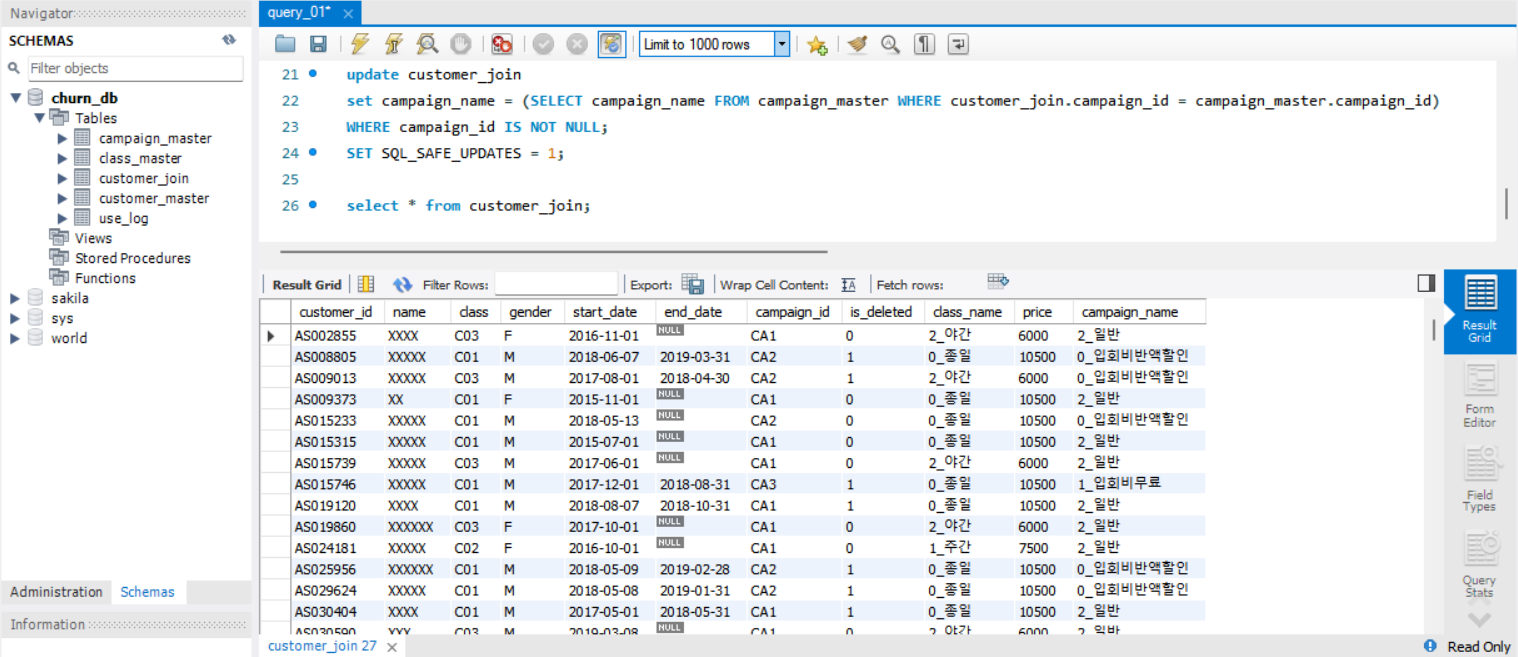 Navigator
query_01*
SCHEMAS
Filter objects
churn_db
Tables
campaign_master
class_master
customer_join
customer_master
use_log
Views
Stored Procedures
Functions
sakila
sys
world
Administration Schemas
Information
Limit to 1000 rows
21 update customer_join
22 set campaign_name = (SELECT campaign_name FROM campaign_master WHERE customer_join.campaign_id = campaign_master.campaign_id)
23 WHERE campaign_id IS NOT NULL;
24 SET SQL_SAFE_UPDATES = 1;
25
26 select * from customer_join;
Result Grid Filter Rows: Export: Wrap Cell Content: Fetch rows:
customer_id name class gender start_date end_date campaign_id is_deleted class_name price campaign_name
AS002855 XXXX C03 F 2016-11-01 NULL CA1 0 2_야간 6000 2_일반
AS008805 XXXXX C01 M 2018-06-07 2019-03-31 CA2 1 0_종일 10500 0_입회비반액할인
AS009013 XXXXX C03 M 2017-08-01 2018-04-30 CA2 1 2_야간 6000 0_입회비반액할인
AS009373 XX C01 F 2015-11-01 NULL CA1 0 0_종일 10500 2_일반
AS015233 XXXXX C01 M 2018-05-13 NULL CA2 0 0_종일 10500 0_입회비반액할인
AS015315 XXXXX C01 M 2015-07-01 NULL CA1 0 0_종일 10500 2_일반
AS015739 XXXXX C03 M 2017-06-01 NULL CA1 0 2_야간 6000 2_일반
AS015746 XXXXX C01 M 2017-12-01 2018-08-31 CA3 1 0_종일 10500 1_입회비무료
AS019120 XXXX C01 M 2018-08-07 2018-10-31 CA1 1 0_종일 10500 2_일반
AS019860 XXXXXX C03 F 2017-10-01 NULL CA1 0 2_야간 6000 2_일반
AS024181 XXXXX C02 F 2016-10-01 NULL CA1 0 1_주간 7500 2_일반
AS025956 XXXXXX C01 M 2018-05-09 2019-02-28 CA2 1 0_종일 10500 0_입회비반액할인
AS029624 XXXXX C01 M 2018-05-08 2019-01-31 CA2 1 0_종일 10500 0_입회비반액할인
AS030404 XXXX C01 M 2017-05-01 2018-05-31 CA1 1 0_종일 10500 2_일반
AS030590 XXX C03 M 2019-03-08 NULL CA1 0 2_야간 6000 2_일반
Result Grid
Form Editor
Field Types
Query Stats
customer_join 27
Read Only